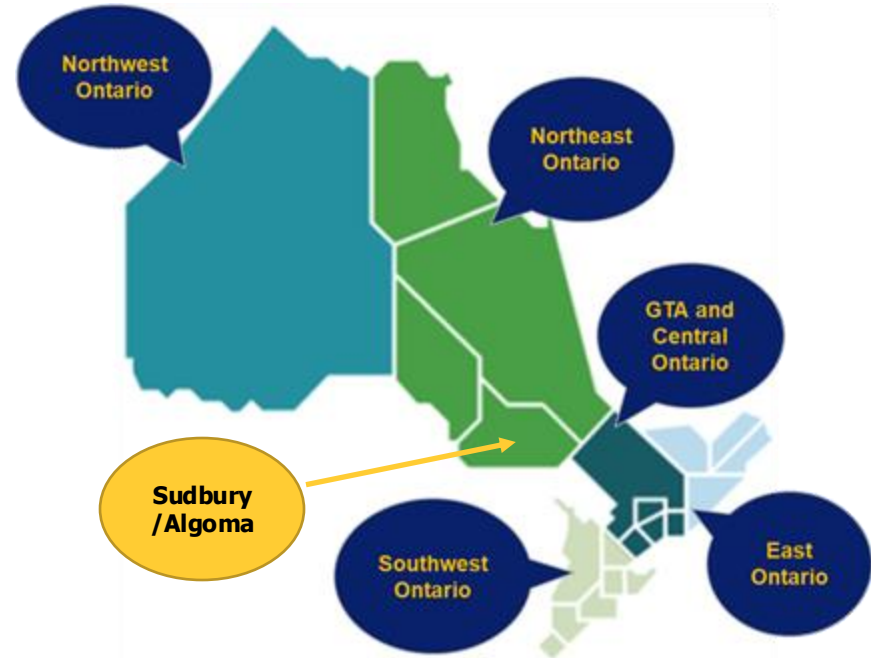 Northwest
Ontario
Northeast
Ontario
GTA and
Central
Ontario
Sudbury
/Algoma
Southwest
Ontario
East
Ontario